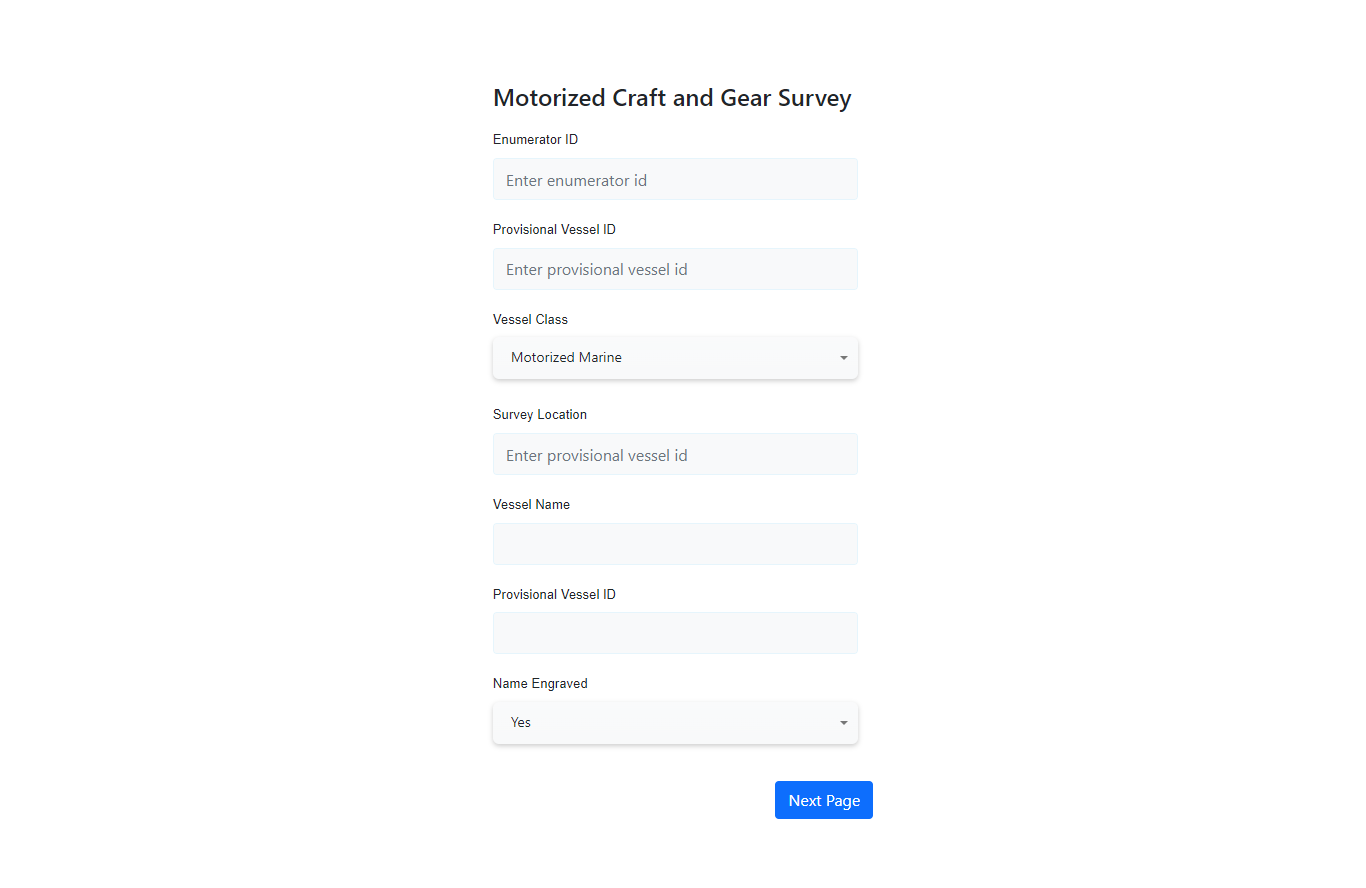 Motorized Craft and Gear Survey
Enumerator ID
Enter enumerator id
Provisional Vessel ID
Enter provisional vessel id
Vessel Class
Motorized Marine
Survey Location
Enter provisional vessel id
Vessel Name
Provisional Vessel ID
Name Engraved
Yes
Next Page